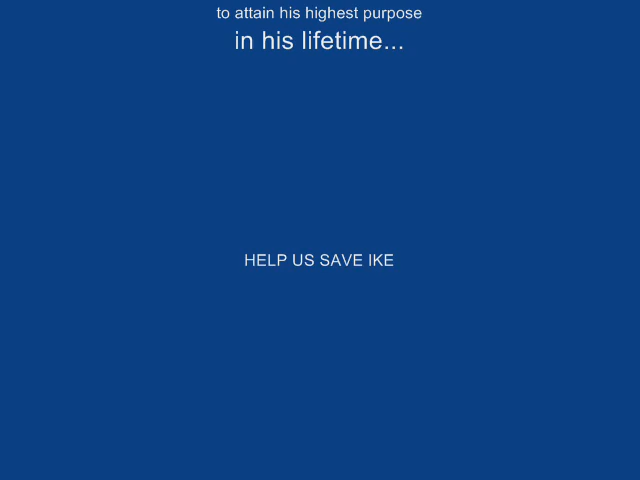 to attain his highest purpose
in his lifetime...
HELP US SAVE IKE